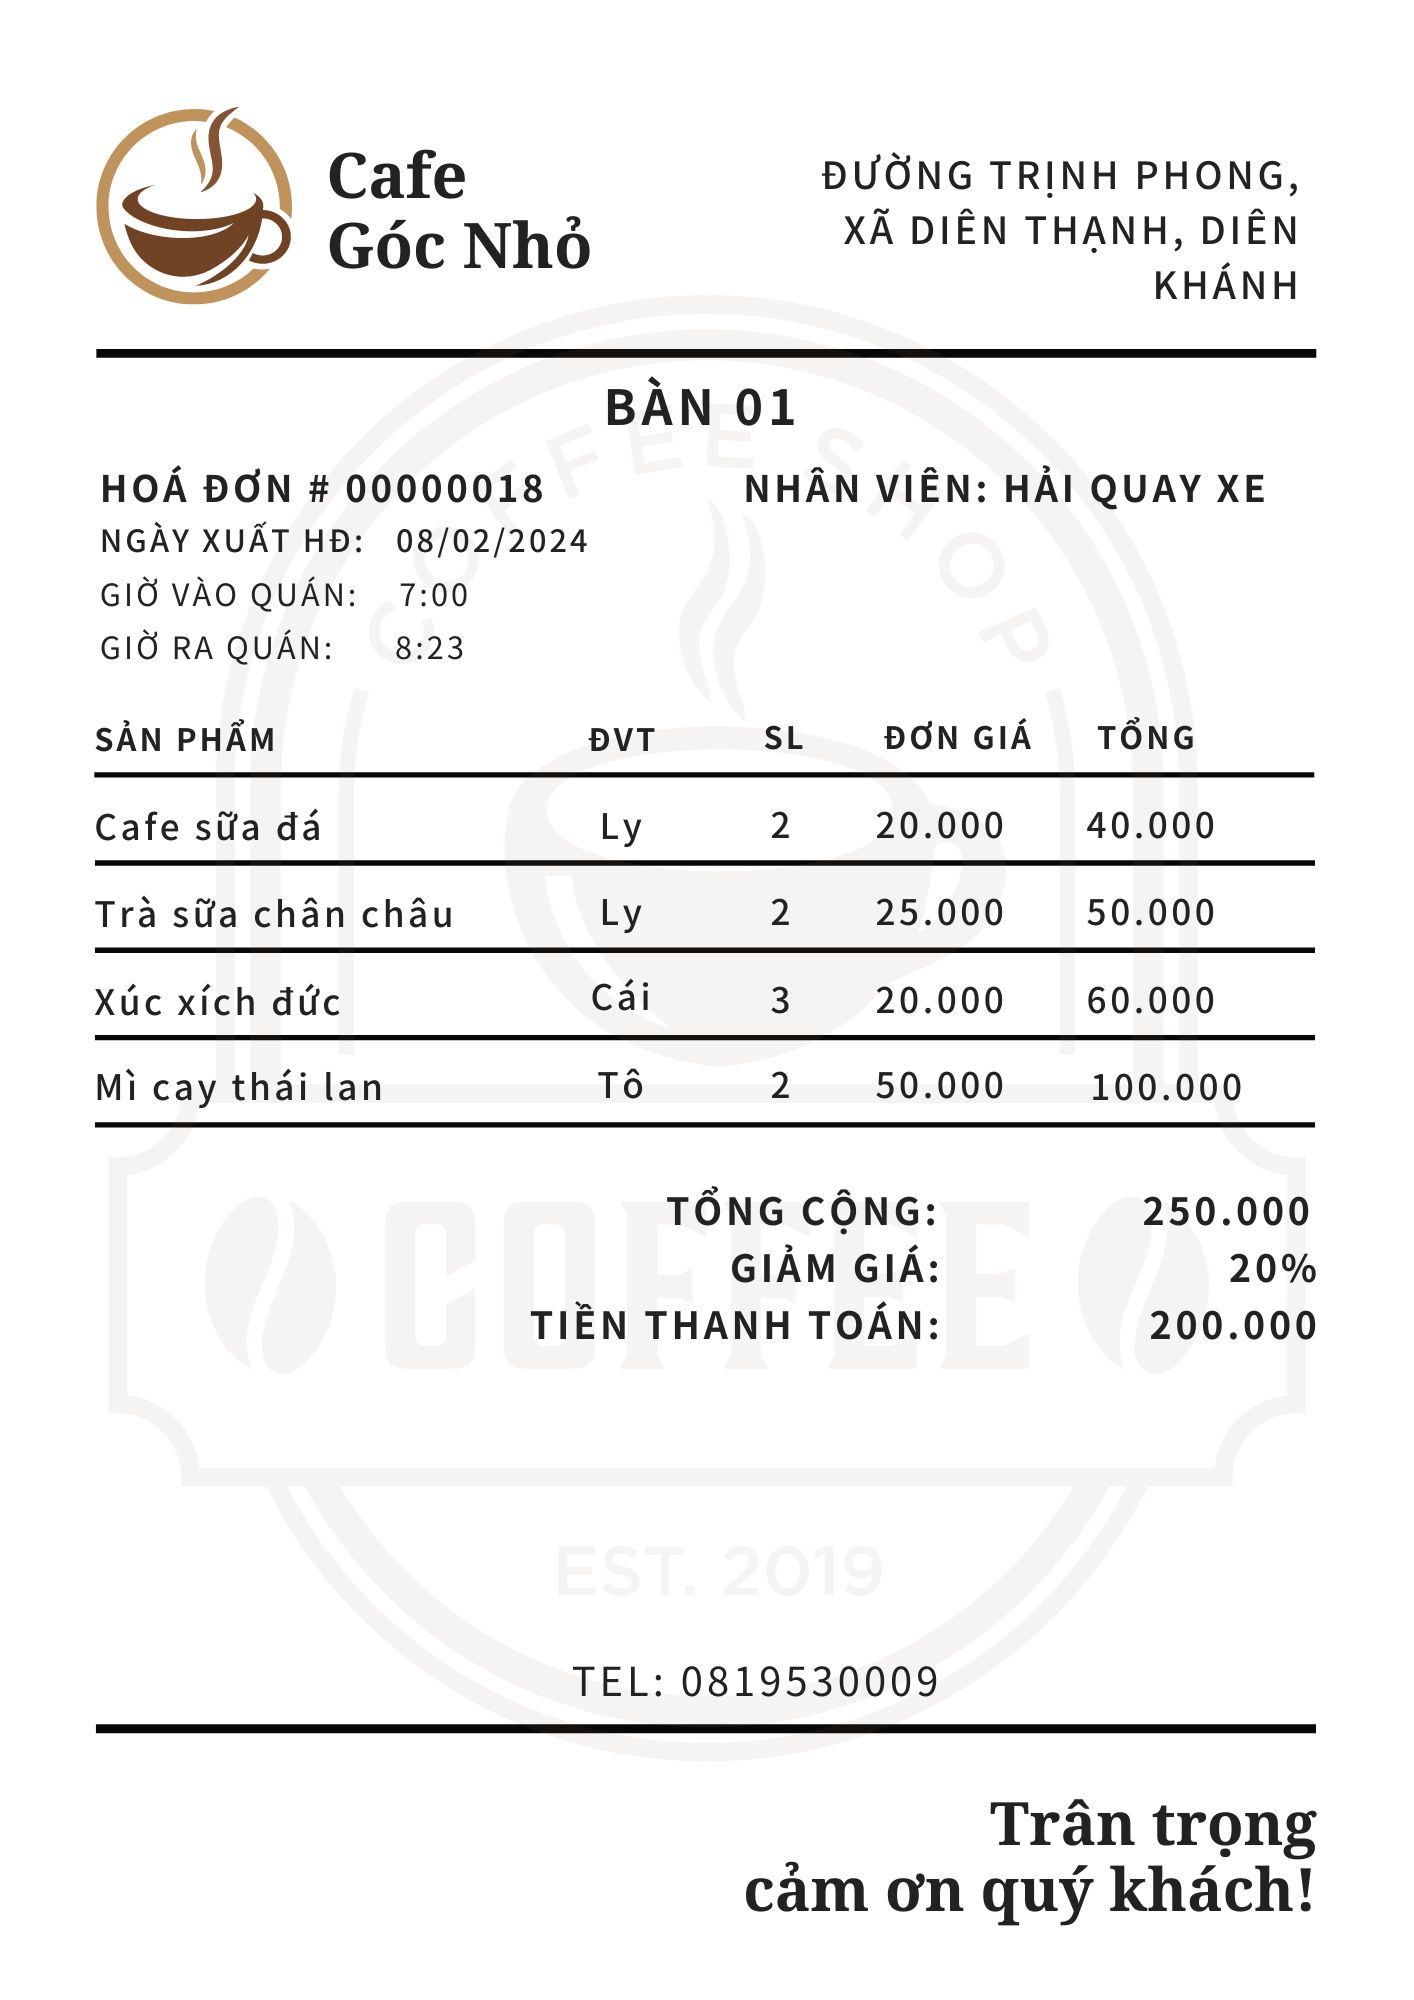 Cafe
Góc Nhỏ
ĐƯỜNG TRỊNH PHONG,
XÃ DIÊN THẠNH, DIÊN
KHÁNH
BÀN 01
HOÁ ĐƠN # 00000018 NHÂN VIÊN: HẢI QUAY XE
NGÀY XUẤT HĐ: 08/02/2024
GIỜ VÀO QUÁN: 7:00
GIỜ RA QUÁN: 8:23
COFFEE SHOP
SẢN PHẨM ĐVT SL ĐƠN GIÁ TỔNG
Cafe sữa đá Ly 2 20.000 40.000
Trà sữa chân châu Ly 2 25.000 50.000
Xúc xích đức Cái 3 20.000 60.000
Mì cay thái lan Tô 2 50.000 100.000
TỔNG CỘNG: 250.000
GIẢM GIÁ: 20%
TIỀN THANH TOÁN: 200.000
COFFEE
EST. 2019
TEL: 0819530009
Trân trọng
cảm ơn quý khách!